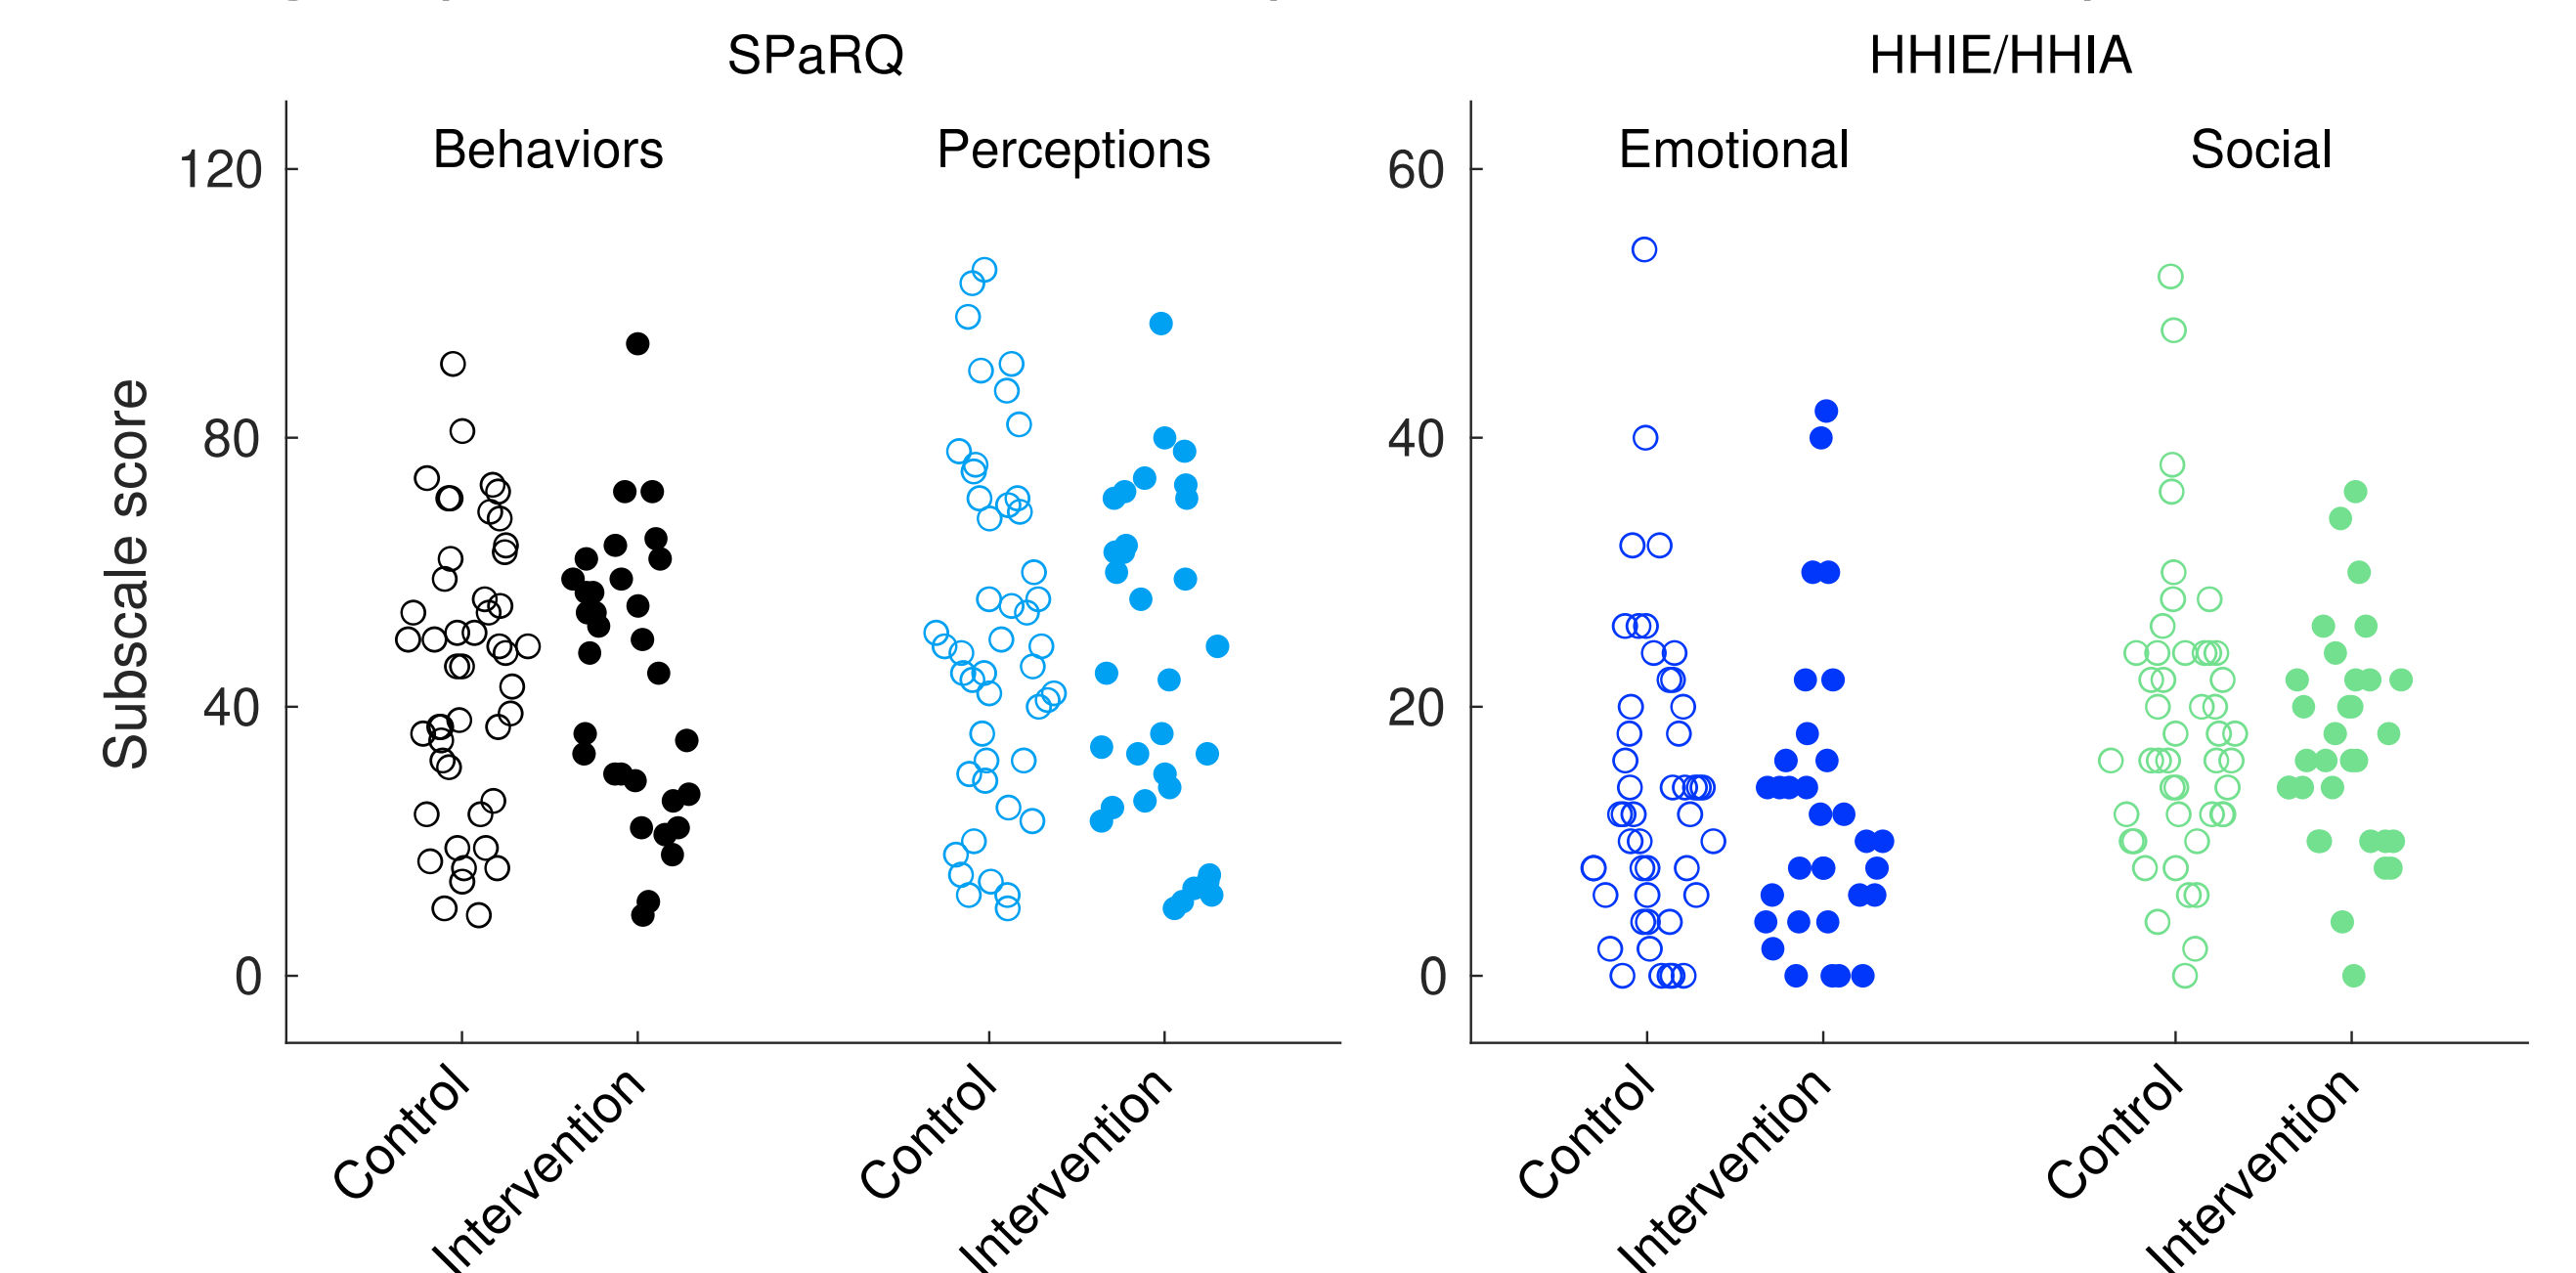 SPaRQ
HHIE/HHIA
Behaviors
Perceptions
Emotional
Social
Subscale score
120
80
40
0
60
40
20
0
Control
Intervention
Control
Intervention
Control
Intervention
Control
Intervention